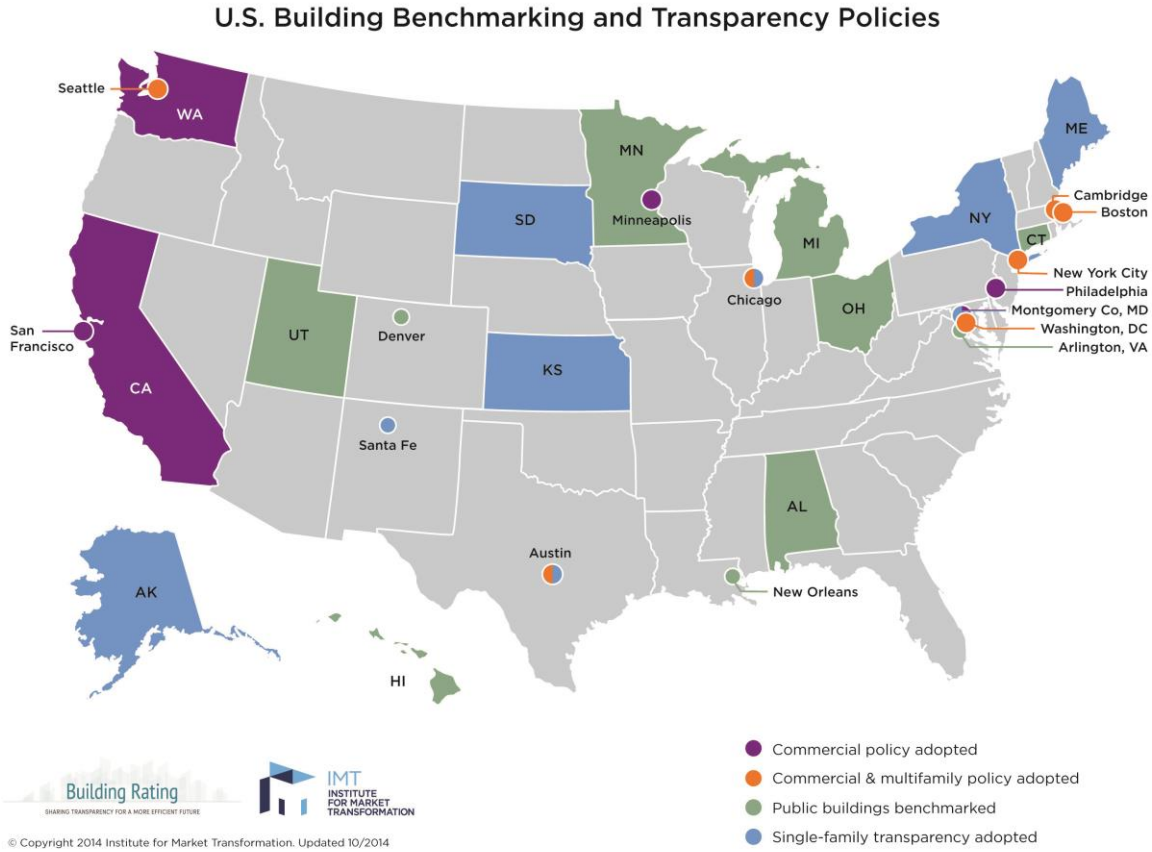 U.S. Building Benchmarking and Transparency Policies
Seattle
WA
MN
ME
Minneapolis
SD
MI
NY
Cambridge
Boston
CT
New York City
Philadelphia
Montgomery Co, MD
Washington, DC
Arlington, VA
Chicago
OH
San
Francisco
UT
Denver
KS
CA
Santa Fe
AL
Austin
New Orleans
AK
HI
Commercial policy adopted
Commercial & multifamily policy adopted
Public buildings benchmarked
Single-family transparency adopted
Building Rating
SHARING TRANSPARENCY FOR A MORE EFFICIENT FUTURE
IMT
INSTITUTE
FOR MARKET
TRANSFORMATION
© Copyright 2014 Institute for Market Transformation. Updated 10/2014